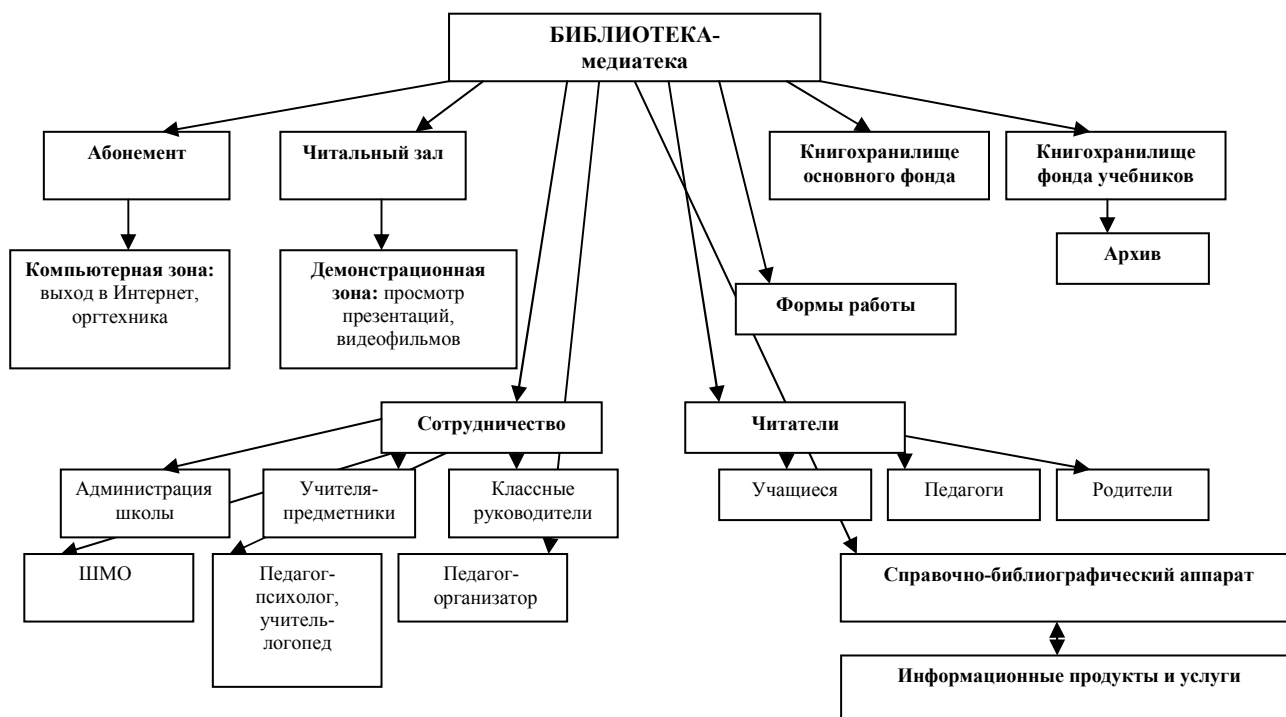 БИБЛИОТЕКА-
медиатека
Абонемент
Читальный зал
Книгохранилище
основного фонда
Книгохранилище
фонда учебников
Компьютерная зона:
выход в Интернет,
оргтехника
Демонстрационная
зона: просмотр
презентаций,
видеофильмов
Архив
Формы работы
Сотрудничество
Читатели
Администрация
школы
Учителя-
предметники
Классные
руководители
Учащиеся
Педагоги
Родители
ШМО
Педагог-
психолог,
учитель-
логопед
Педагог-
организатор
Справочно-библиографический аппарат
Информационные продукты и услуги